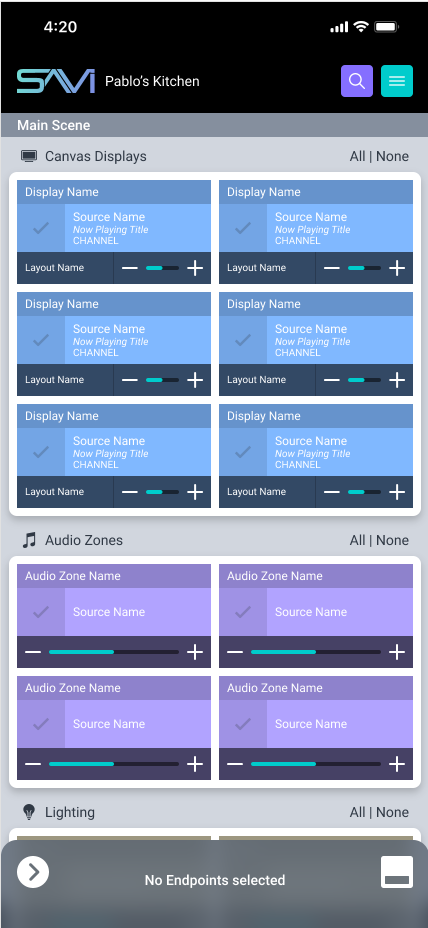 4:20
SAVI Pablo's Kitchen
Main Scene
Canvas Displays All | None
Display Name Display Name
Source Name Source Name
Now Playing Title Now Playing Title
CHANNEL CHANNEL
Layout Name Layout Name
Display Name Display Name
Source Name Source Name
Now Playing Title Now Playing Title
CHANNEL CHANNEL
Layout Name Layout Name
Display Name Display Name
Source Name Source Name
Now Playing Title Now Playing Title
CHANNEL CHANNEL
Layout Name Layout Name
Audio Zones All | None
Audio Zone Name Audio Zone Name
Source Name Source Name
Audio Zone Name Audio Zone Name
Source Name Source Name
Lighting All | None
No Endpoints selected